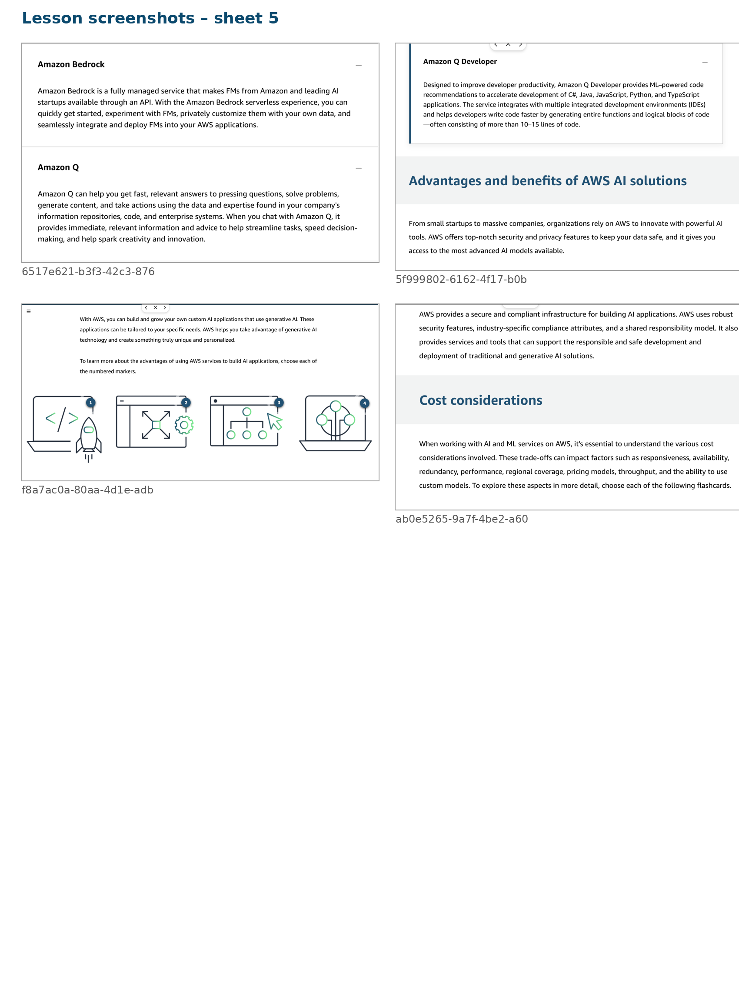 Lesson screenshots – sheet 5
Amazon Bedrock
Amazon Bedrock is a fully managed service that makes FMs from Amazon and leading AI
startups available through an API. With the Amazon Bedrock serverless experience, you can
quickly get started, experiment with FMs, privately customize them with your own data, and
seamlessly integrate and deploy FMs into your AWS applications.
Amazon Q
Amazon Q can help you get fast, relevant answers to pressing questions, solve problems,
generate content, and take actions using the data and expertise found in your company's
information repositories, code, and enterprise systems. When you chat with Amazon Q, it
provides immediate, relevant information and advice to help streamline tasks, speed decision-
making, and help spark creativity and innovation.
6517e621-b3f3-42c3-876
Amazon Q Developer
Designed to improve developer productivity, Amazon Q Developer provides ML–powered code
recommendations to accelerate development of C#, Java, JavaScript, Python, and TypeScript
applications. The service integrates with multiple integrated development environments (IDEs)
and helps developers write code faster by generating entire functions and logical blocks of code
—often consisting of more than 10–15 lines of code.
Advantages and benefits of AWS AI solutions
From small startups to massive companies, organizations rely on AWS to innovate with powerful AI
tools. AWS offers top-notch security and privacy features to keep your data safe, and it gives you
access to the most advanced AI models available.
5f999802-6162-4f17-b0b
With AWS, you can build and grow your own custom AI applications that use generative AI. These
applications can be tailored to your specific needs. AWS helps you take advantage of generative AI
technology and create something truly unique and personalized.
To learn more about the advantages of using AWS services to build AI applications, choose each of
the numbered markers.
1
2
3
4
f8a7ac0a-80aa-4d1e-adb
AWS provides a secure and compliant infrastructure for building AI applications. AWS uses robust
security features, industry-specific compliance attributes, and a shared responsibility model. It also
provides services and tools that can support the responsible and safe development and
deployment of traditional and generative AI solutions.
Cost considerations
When working with AI and ML services on AWS, it's essential to understand the various cost
considerations involved. These trade-offs can impact factors such as responsiveness, availability,
redundancy, performance, regional coverage, pricing models, throughput, and the ability to use
custom models. To explore these aspects in more detail, choose each of the following flashcards.
ab0e5265-9a7f-4be2-a60